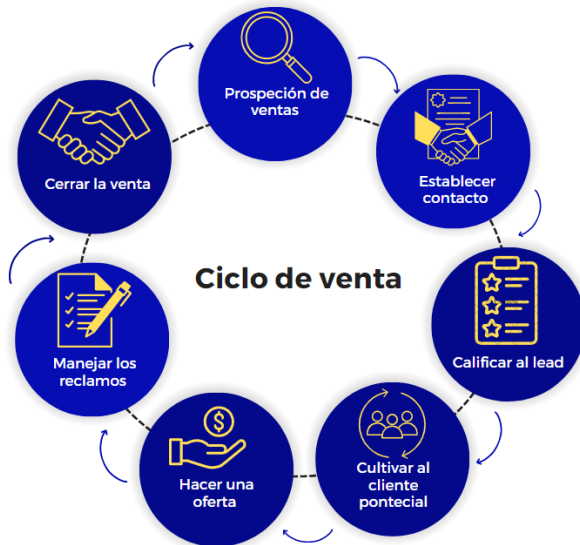 Prospeción de
ventas
Establecer
contacto
Calificar al lead
Cultivar al
cliente
pontecial
Hacer una
oferta
Manejar los
reclamos
Cerrar la venta
Ciclo de venta
$